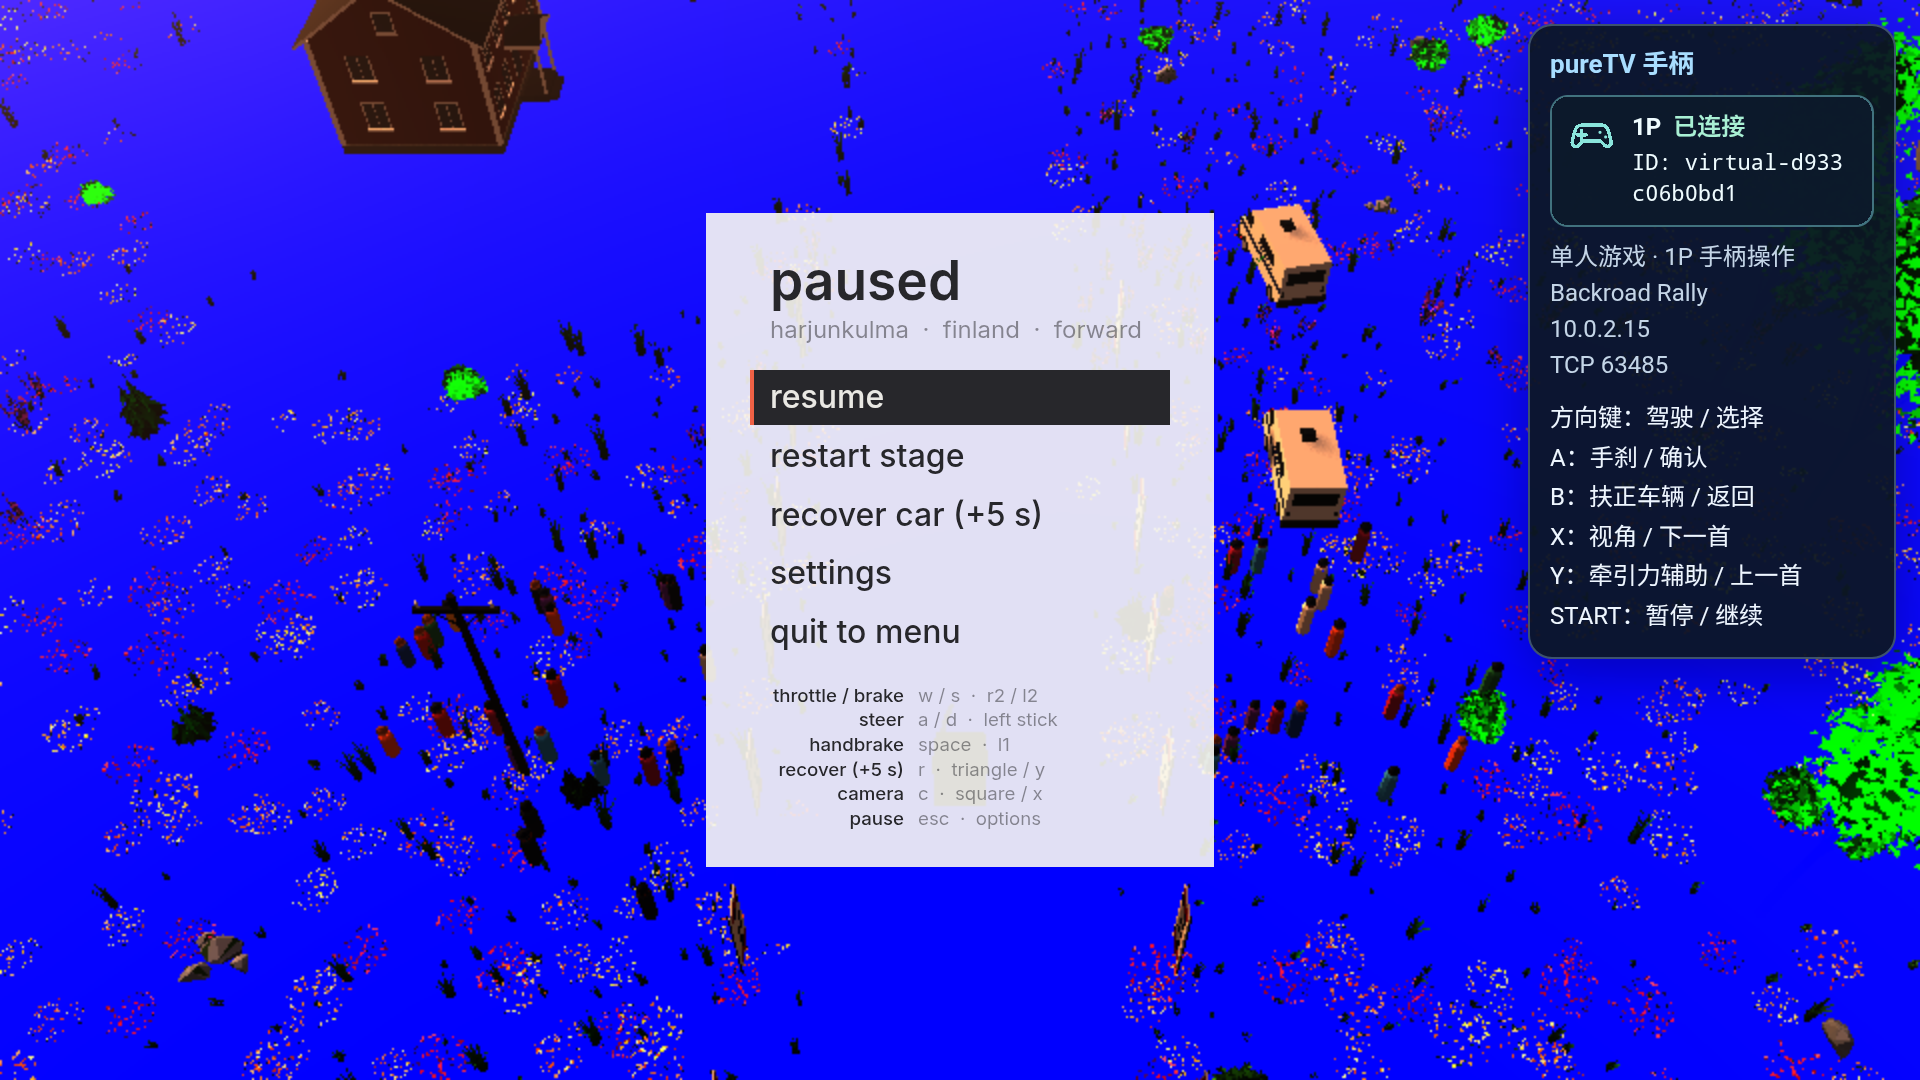 paused
harjunkulma · finland · forward
resume
restart stage
recover car (+5 s)
settings
quit to menu
throttle / brake w / s · r2 / l2
steer a / d · left stick
handbrake space · l1
recover (+5 s) r · triangle / y
camera c · square / x
pause esc · options
pureTV 手柄
1P 已连接
ID: virtual-d933
c06b0bd1
单人游戏 · 1P 手柄操作
Backroad Rally
10.0.2.15
TCP 63485
方向键：驾驶 / 选择
A：手刹 / 确认
B：扶正车辆 / 返回
X：视角 / 下一首
Y：牵引力辅助 / 上一首
START：暂停 / 继续